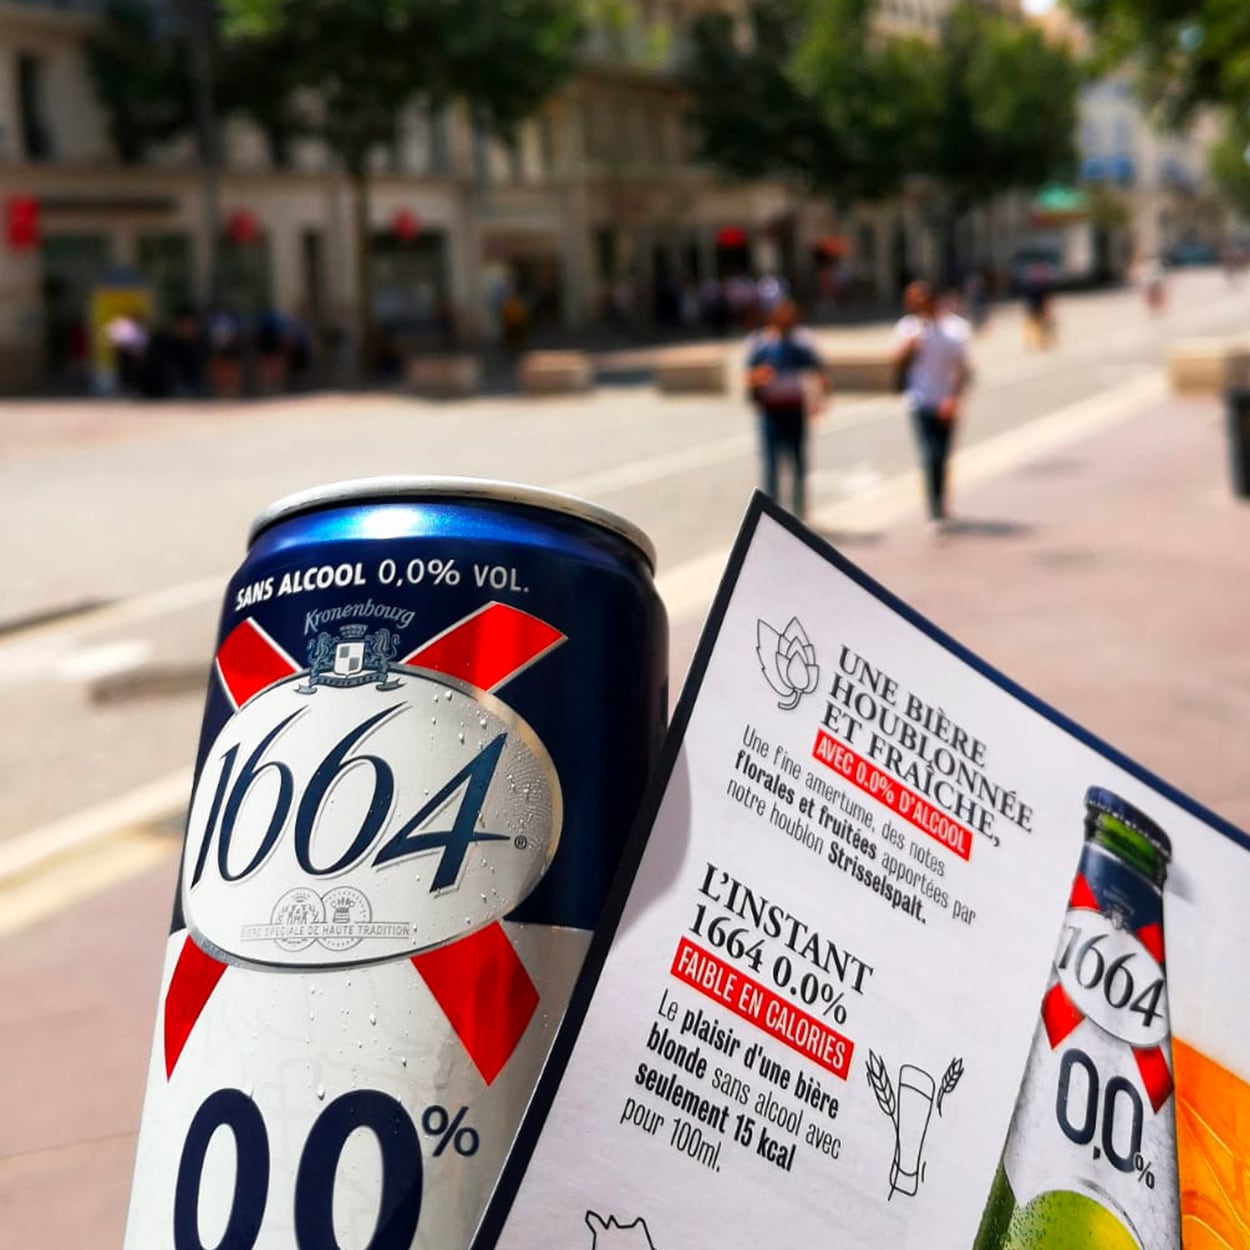 SANS ALCOOL 0,0% VOL.
Kronenbourg
1664®
BIÈRE SPÉCIALE DE HAUTE TRADITION
0,0%
UNE BIÈRE
HOUBLONNÉE
ET FRAÎCHE,
AVEC 0.0% D'ALCOOL
Une fine amertume, des notes
florales et fruitées apportées par
notre houblon Strisselspalt.
L'INSTANT
1664 0.0%
FAIBLE EN CALORIES
Le plaisir d'une bière
blonde sans alcool avec
seulement 15 kcal
pour 100ml.
1664
0,0%